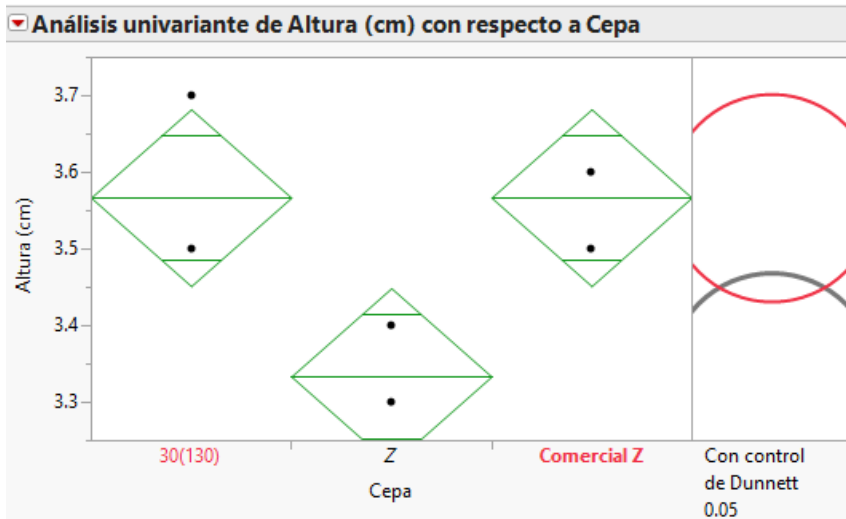 Análisis univariante de Altura (cm) con respecto a Cepa
Altura (cm)
3.7
3.6
3.5
3.4
3.3
30(130)
Z
Comercial Z
Cepa
Con control
de Dunnett
0.05